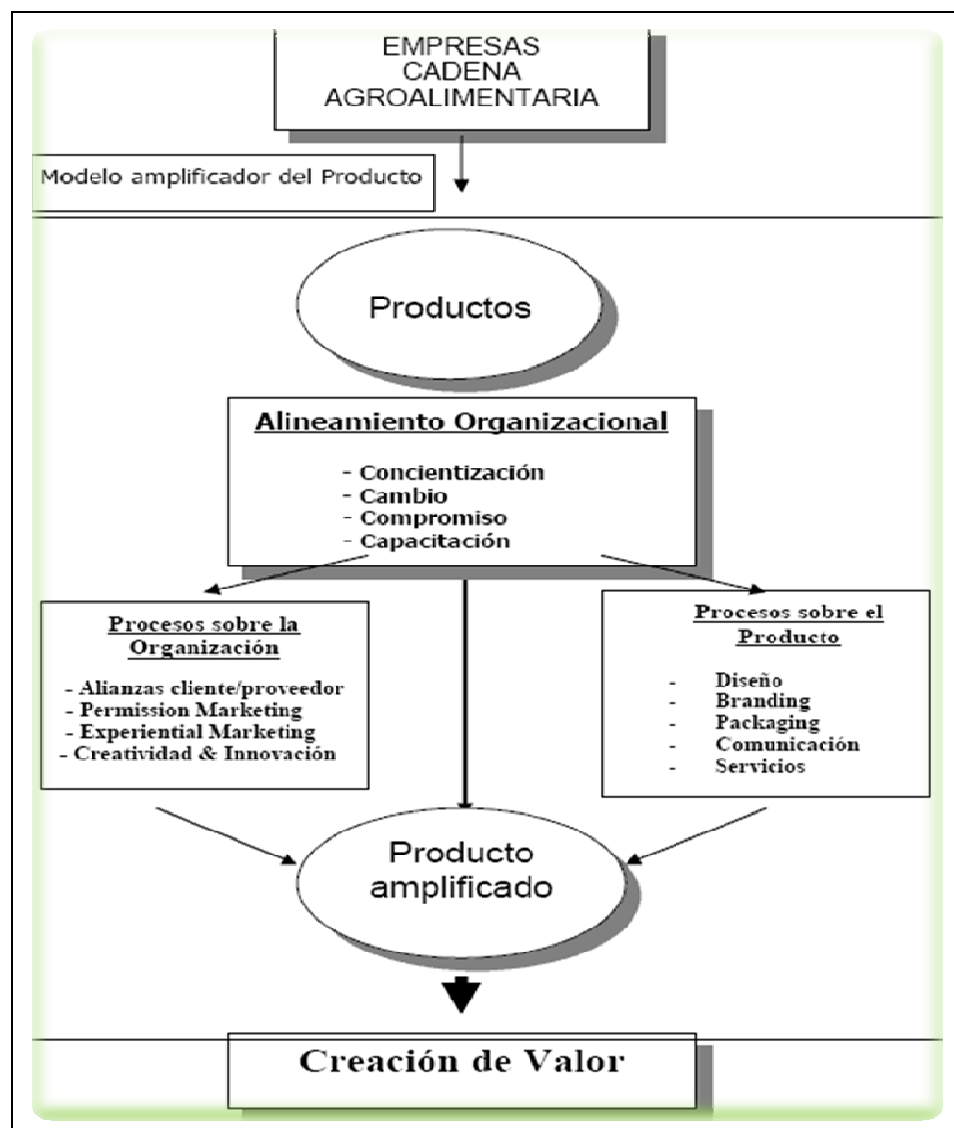 EMPRESAS
CADENA
AGROALIMENTARIA
Modelo amplificador del Producto
Productos
Alineamiento Organizacional
- Concientización
- Cambio
- Compromiso
- Capacitación
Procesos sobre la
Organización
- Alianzas cliente/proveedor
- Permission Marketing
- Experiential Marketing
- Creatividad & Innovación
Procesos sobre el
Producto
- Diseño
- Branding
- Packaging
- Comunicación
- Servicios
Producto
amplificado
Creación de Valor